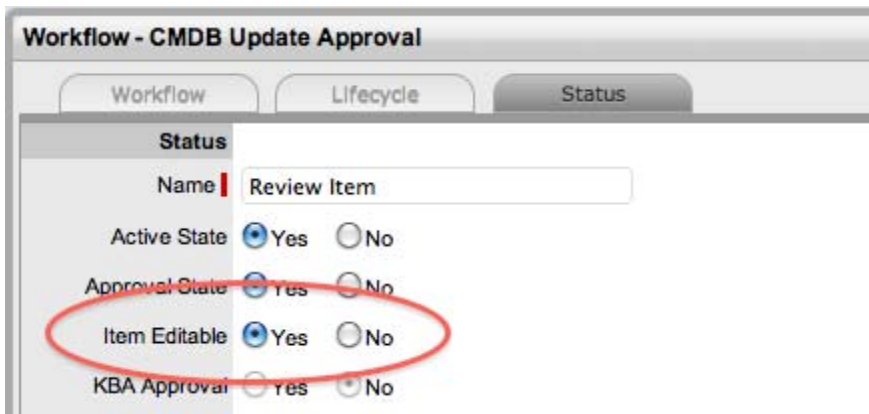 Workflow - CMDB Update Approval
Workflow Lifecycle Status
Status
Name Review Item
Active State Yes No
Approval State Yes No
Item Editable Yes No
KBA Approval Yes No